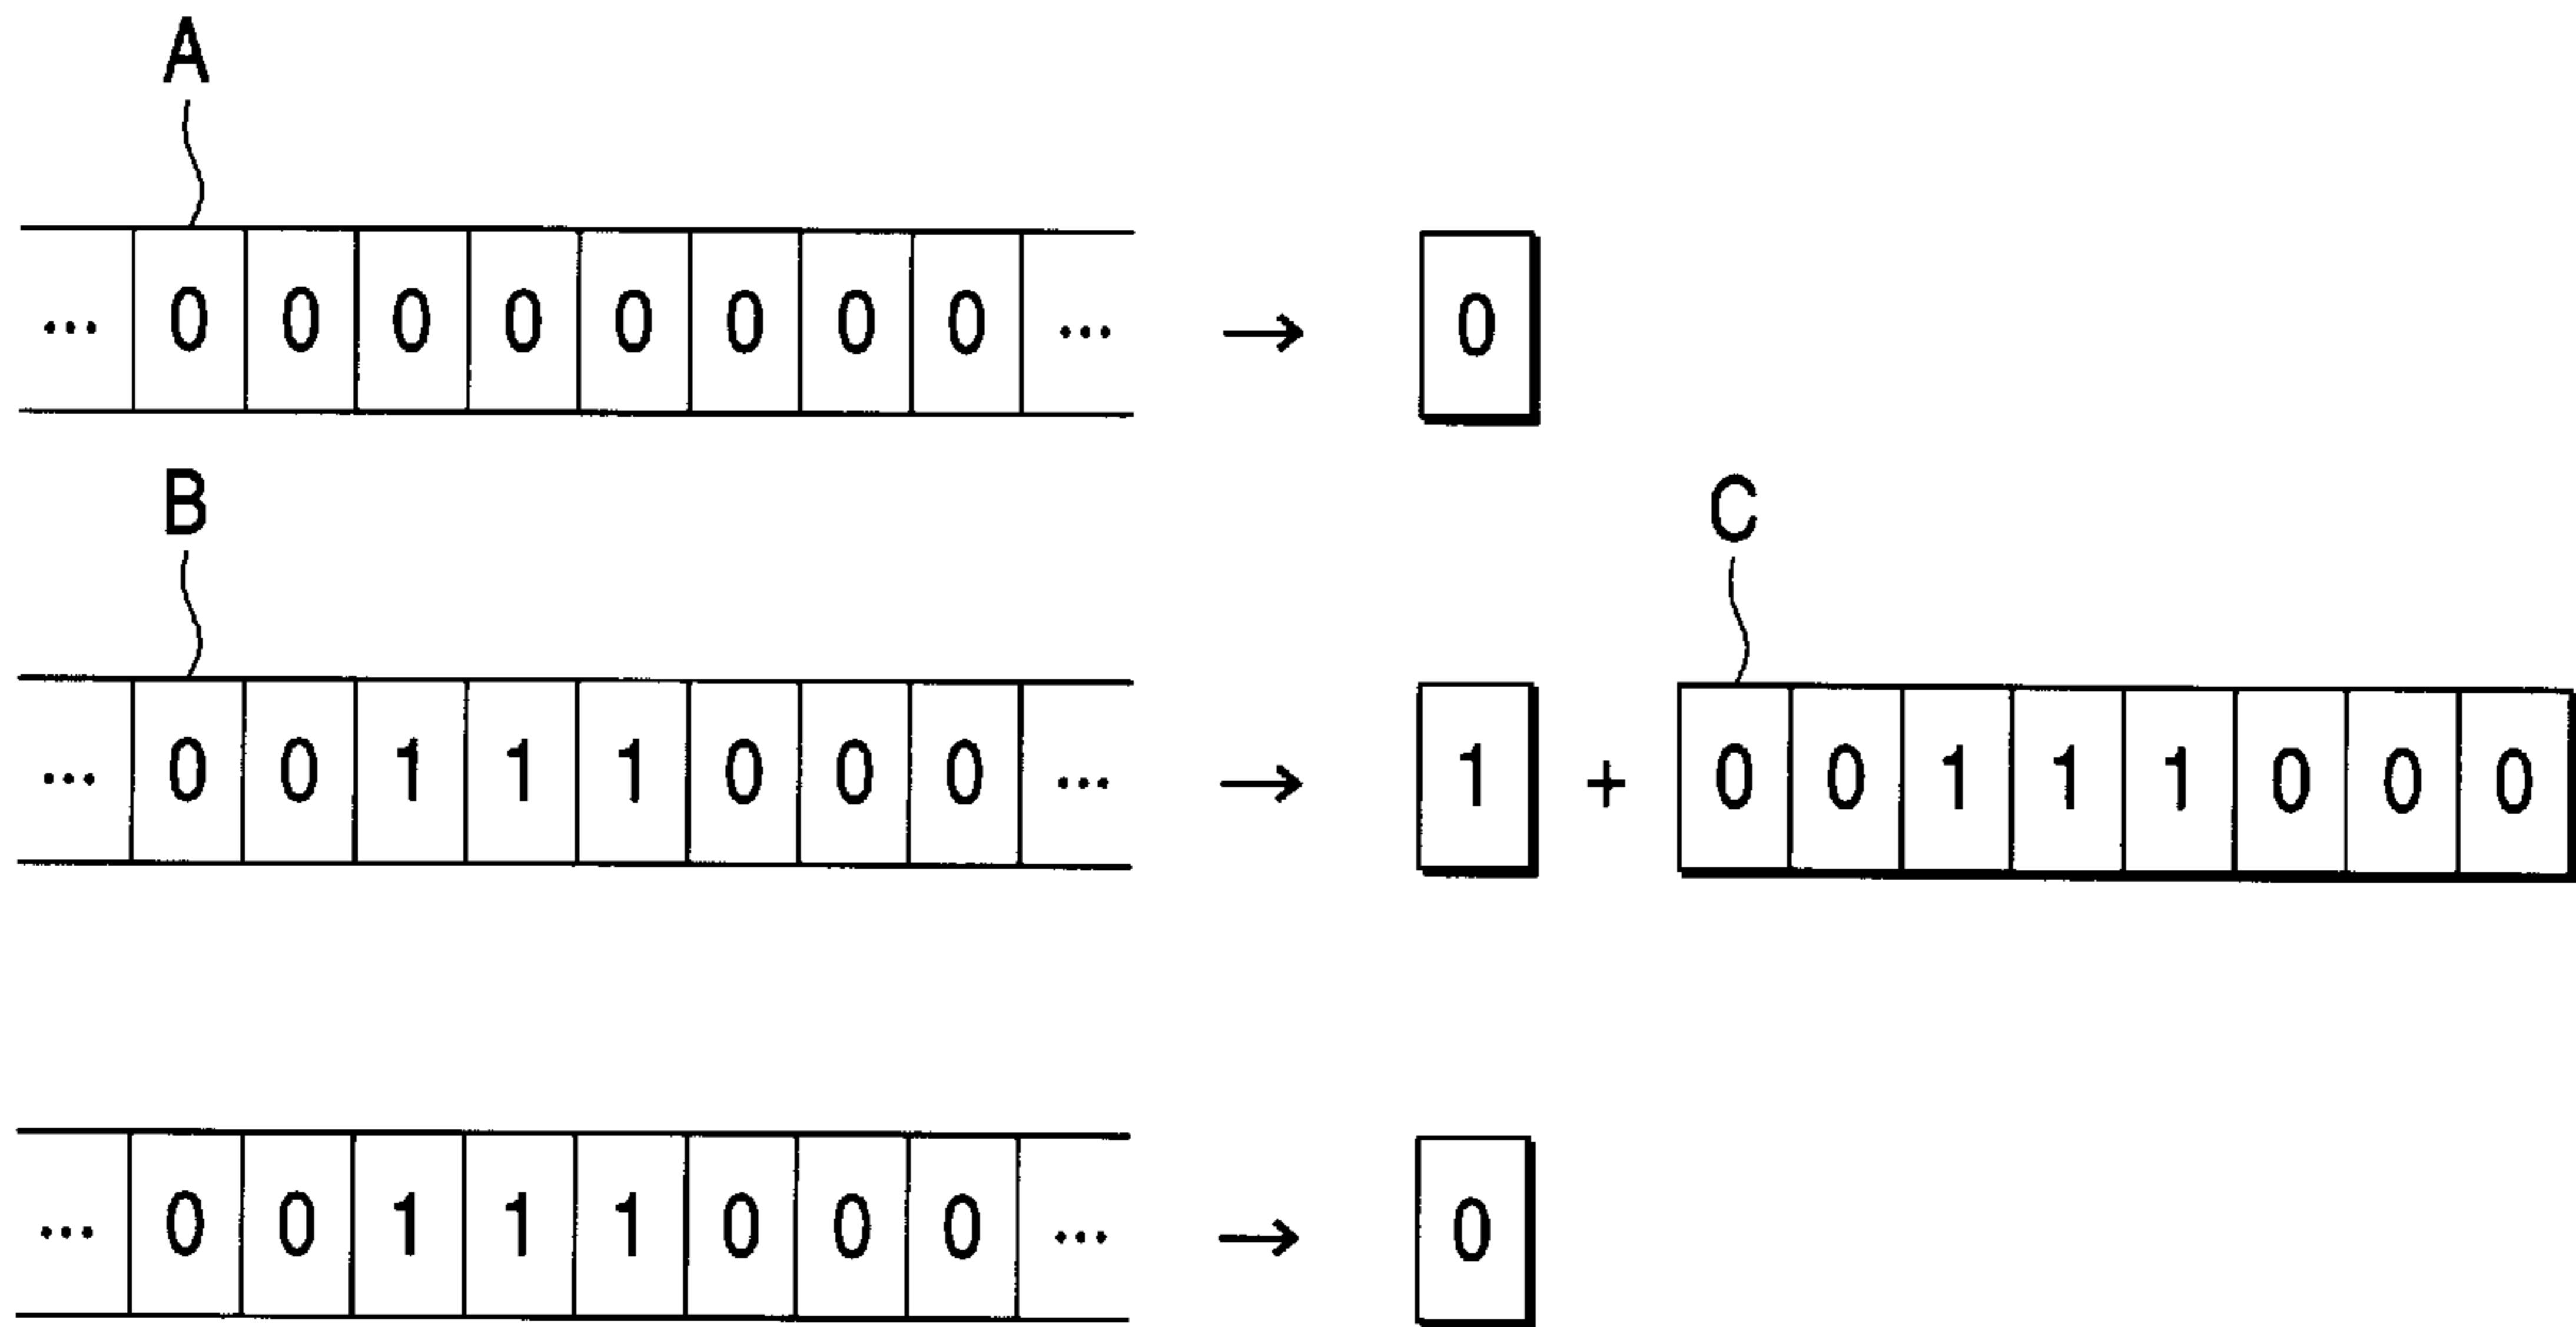 A
... 0 0 0 0 0 0 0 0 ... → 0
B C
... 0 0 1 1 1 0 0 0 ... → 1 + 0 0 1 1 1 0 0 0
... 0 0 1 1 1 0 0 0 ... → 0